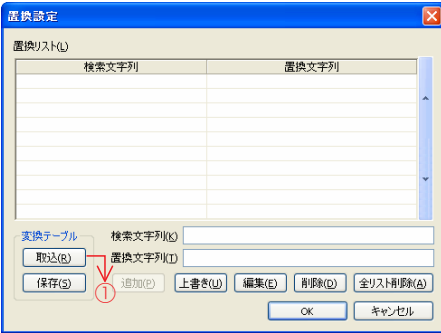 置換設定
置換リスト(L)
検索文字列 置換文字列
変換テーブル 検索文字列(K)
取込(R) 置換文字列(T)
保存(S) ① 追加(P) 上書き(U) 編集(E) 削除(D) 全リスト削除(A)
OK キャンセル